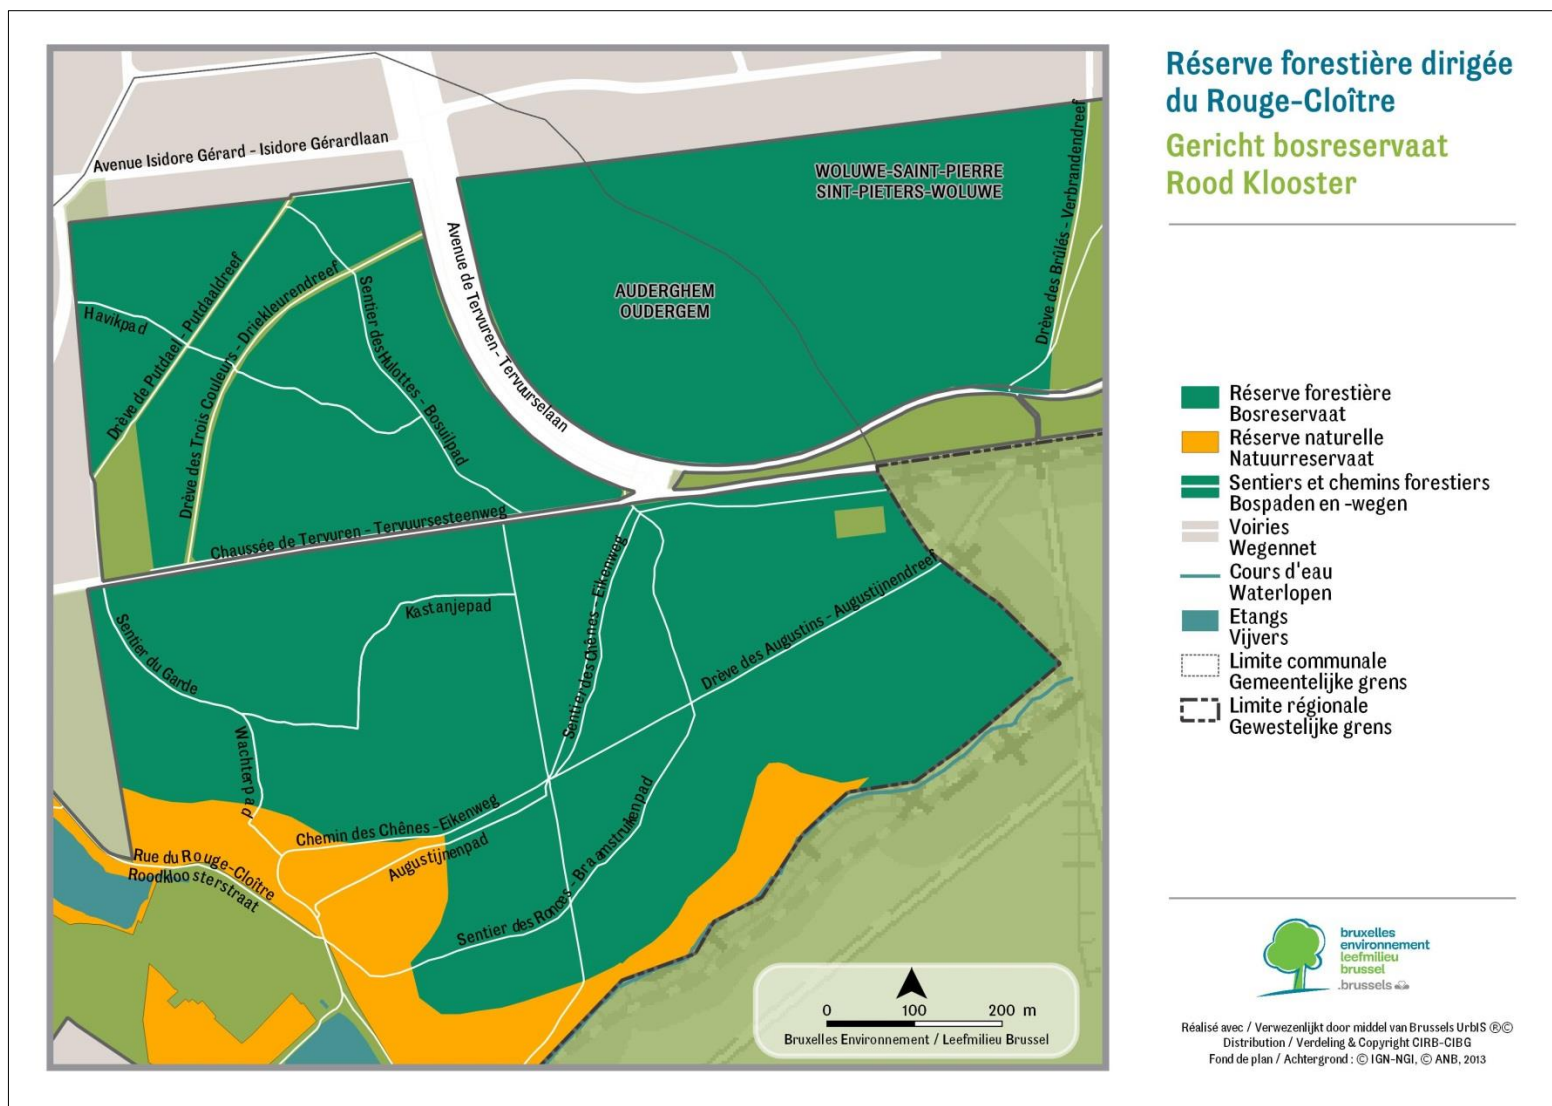 Réserve forestière dirigée
du Rouge-Cloître
Gericht bosreservaat
Rood Klooster
Avenue Isidore Gérard - Isidore Gérardlaan
WOLUWE-SAINT-PIERRE
SINT-PIETERS-WOLUWE
Drève des Brûlés - Verbrandendreef
Avenue de Tervuren - Tervuurselaan
AUDERGHEM
OUDERGEM
Havikpad
Drève de Putdael - Putdaaldreef
Drève des Trois Couleurs - Driekleurendreef
Sentier des Hulottes - Bosuilpad
Chaussée de Tervuren - Tervuursesteenweg
Kastanjepad
Sentier du Garde
Wachterpad
Sentier des Chênes - Eikenweg
Drève des Augustins - Augustijnendreef
Chemin des Chênes - Eikenweg
Augustijnenpad
Rue du Rouge-Cloître
Roodkloosterstraat
Sentier des Ronces - Braamstruikenpad
0 100 200 m
Bruxelles Environnement / Leefmilieu Brussel
Réserve forestière
Bosreservaat
Réserve naturelle
Natuurreservaat
Sentiers et chemins forestiers
Bospaden en -wegen
Voiries
Wegennet
Cours d'eau
Waterlopen
Etangs
Vijvers
Limite communale
Gemeentelijke grens
Limite régionale
Gewestelijke grens
bruxelles
environnement
leefmilieu
brussel
.brussels
Réalisé avec / Verwezenlijkt door middel van Brussels UrbIS ®©
Distribution / Verdeling & Copyright CIRB-CIBG
Fond de plan / Achtergrond : © IGN-NGI, © ANB, 2013